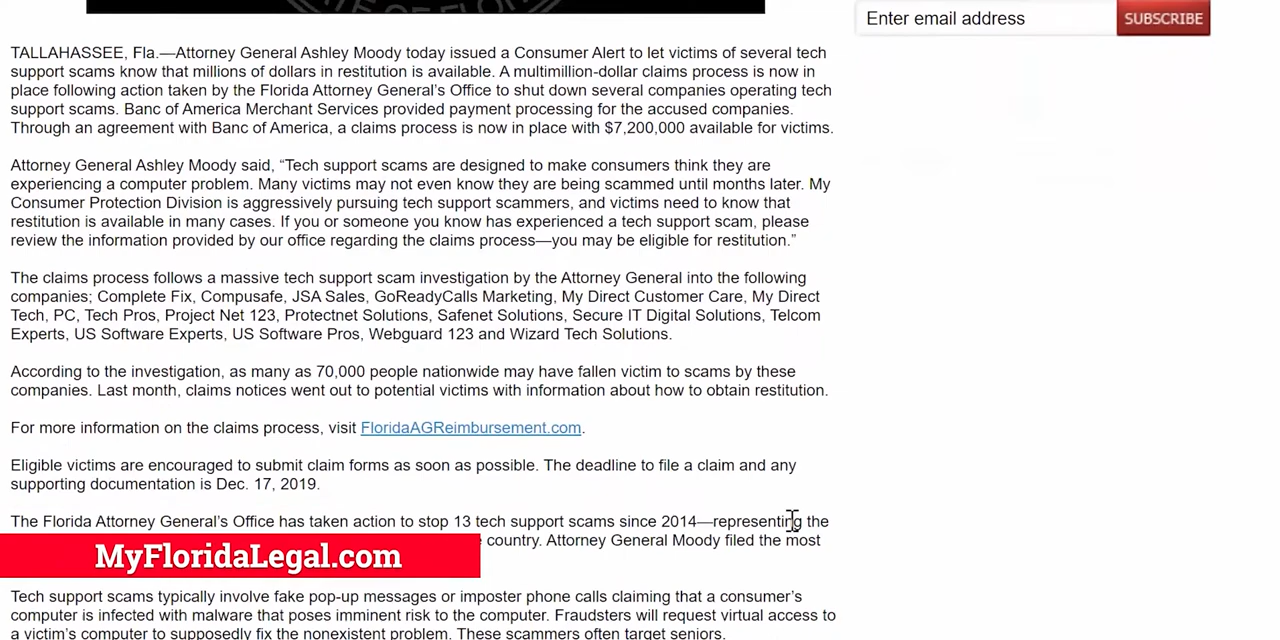 Enter email address
SUBSCRIBE
TALLAHASSEE, Fla.—Attorney General Ashley Moody today issued a Consumer Alert to let victims of several tech
support scams know that millions of dollars in restitution is available. A multimillion-dollar claims process is now in
place following action taken by the Florida Attorney General's Office to shut down several companies operating tech
support scams. Banc of America Merchant Services provided payment processing for the accused companies.
Through an agreement with Banc of America, a claims process is now in place with $7,200,000 available for victims.
Attorney General Ashley Moody said, “Tech support scams are designed to make consumers think they are
experiencing a computer problem. Many victims may not even know they are being scammed until months later. My
Consumer Protection Division is aggressively pursuing tech support scammers, and victims need to know that
restitution is available in many cases. If you or someone you know has experienced a tech support scam, please
review the information provided by our office regarding the claims process—you may be eligible for restitution.”
The claims process follows a massive tech support scam investigation by the Attorney General into the following
companies; Complete Fix, Compusafe, JSA Sales, GoReadyCalls Marketing, My Direct Customer Care, My Direct
Tech, PC, Tech Pros, Project Net 123, Protectnet Solutions, Safenet Solutions, Secure IT Digital Solutions, Telcom
Experts, US Software Experts, US Software Pros, Webguard 123 and Wizard Tech Solutions.
According to the investigation, as many as 70,000 people nationwide may have fallen victim to scams by these
companies. Last month, claims notices went out to potential victims with information about how to obtain restitution.
For more information on the claims process, visit FloridaAGReimbursement.com.
Eligible victims are encouraged to submit claim forms as soon as possible. The deadline to file a claim and any
supporting documentation is Dec. 17, 2019.
The Florida Attorney General's Office has taken action to stop 13 tech support scams since 2014—representing the
country. Attorney General Moody filed the most
MyFloridaLegal.com
Tech support scams typically involve fake pop-up messages or imposter phone calls claiming that a consumer's
computer is infected with malware that poses imminent risk to the computer. Fraudsters will request virtual access to
a victim's computer to supposedly fix the nonexistent problem. These scammers often target seniors.